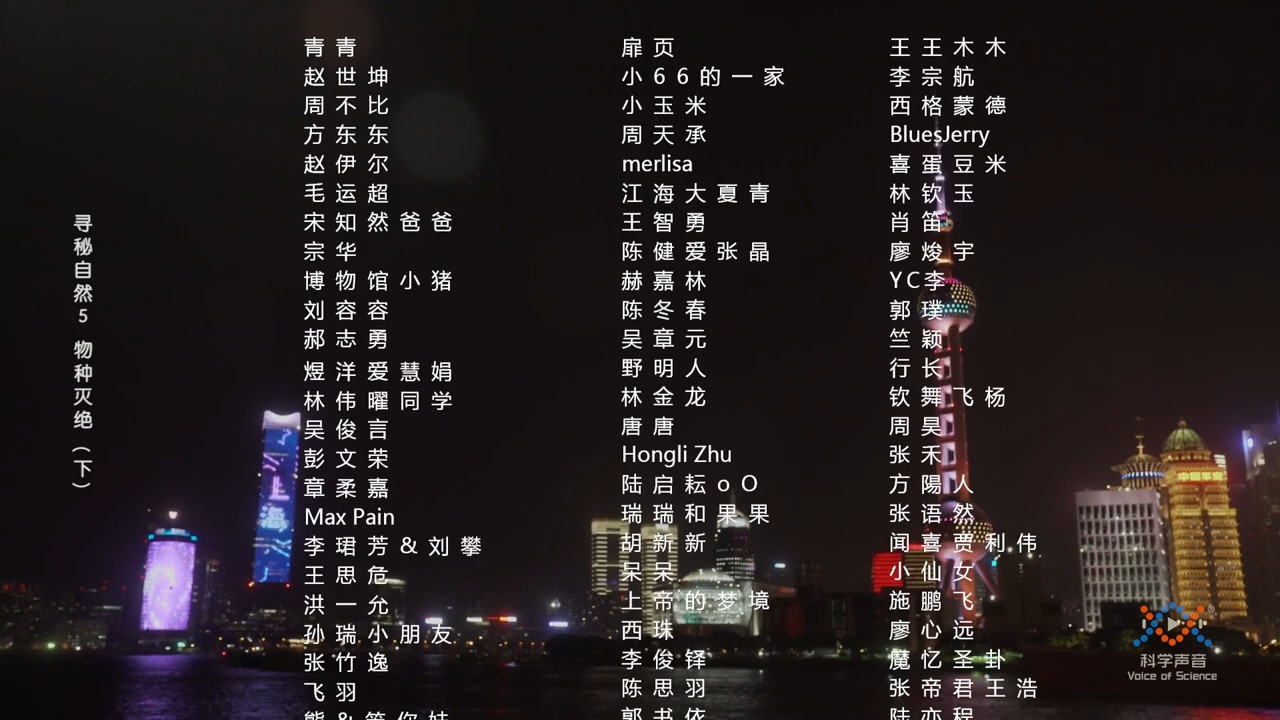 寻秘自然5 物种灭绝（下）
青青
赵世坤
周不比
方东东
赵伊尔
毛运超
宋知然爸爸
宗华
博物馆小猪
刘容容
郝志勇
煜洋爱慧娟
林伟曜同学
吴俊言
彭文荣
章柔嘉
Max Pain
李珺芳&刘攀
王思危
洪一允
孙瑞小朋友
张竹逸
飞羽
扉页
小66的一家
小玉米
周天承
merlisa
江海大夏青
王智勇
陈健爱张晶
赫嘉林
陈冬春
吴章元
野明人
林金龙
唐唐
Hongli Zhu
陆启耘oO
瑞瑞和果果
胡新新
呆呆
上帝的梦境
西珠
李俊铎
陈思羽
王王木木
李宗航
西格蒙德
BluesJerry
喜蛋豆米
林钦玉
肖笛
廖焌宇
YC李
郭璞
竺颖
行长
钦舞飞杨
周昊
张禾
方陽人
张语然
闻喜贾利伟
小仙女
施鹏飞
廖心远
魔忆圣卦
张帝君王浩
上海
科学声音
Voice of Science
®